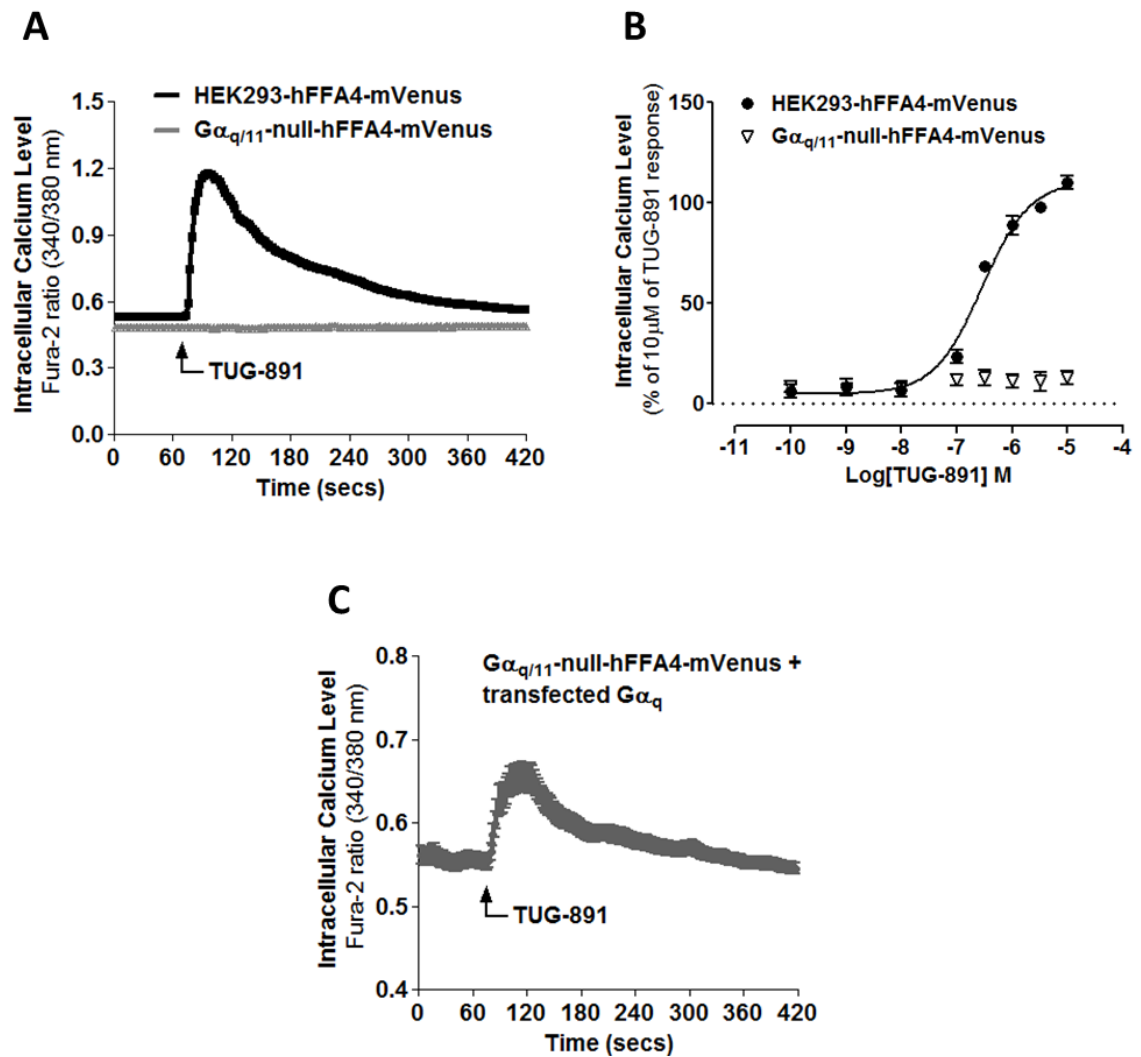 A
HEK293-hFFA4-mVenus
Gαq/11-null-hFFA4-mVenus
Intracellular Calcium Level
Fura-2 ratio (340/380 nm)
1.5
1.2
0.9
0.6
0.3
0.0
TUG-891
0 60 120 180 240 300 360 420
Time (secs)
B
HEK293-hFFA4-mVenus
Gαq/11-null-hFFA4-mVenus
Intracellular Calcium Level
(% of 10μM of TUG-891 response)
150
100
50
0
-11 -10 -9 -8 -7 -6 -5 -4
Log[TUG-891] M
C
Gαq/11-null-hFFA4-mVenus +
transfected Gαq
Intracellular Calcium Level
Fura-2 ratio (340/380 nm)
0.8
0.7
0.6
0.5
0.4
TUG-891
0 60 120 180 240 300 360 420
Time (secs)